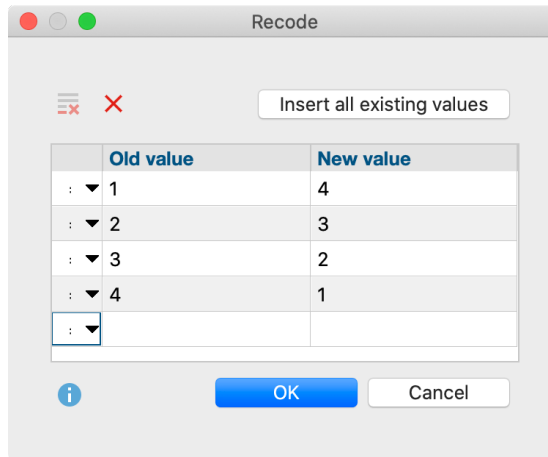 Recode
Insert all existing values
Old value New value
: 1 4
: 2 3
: 3 2
: 4 1
:
OK Cancel